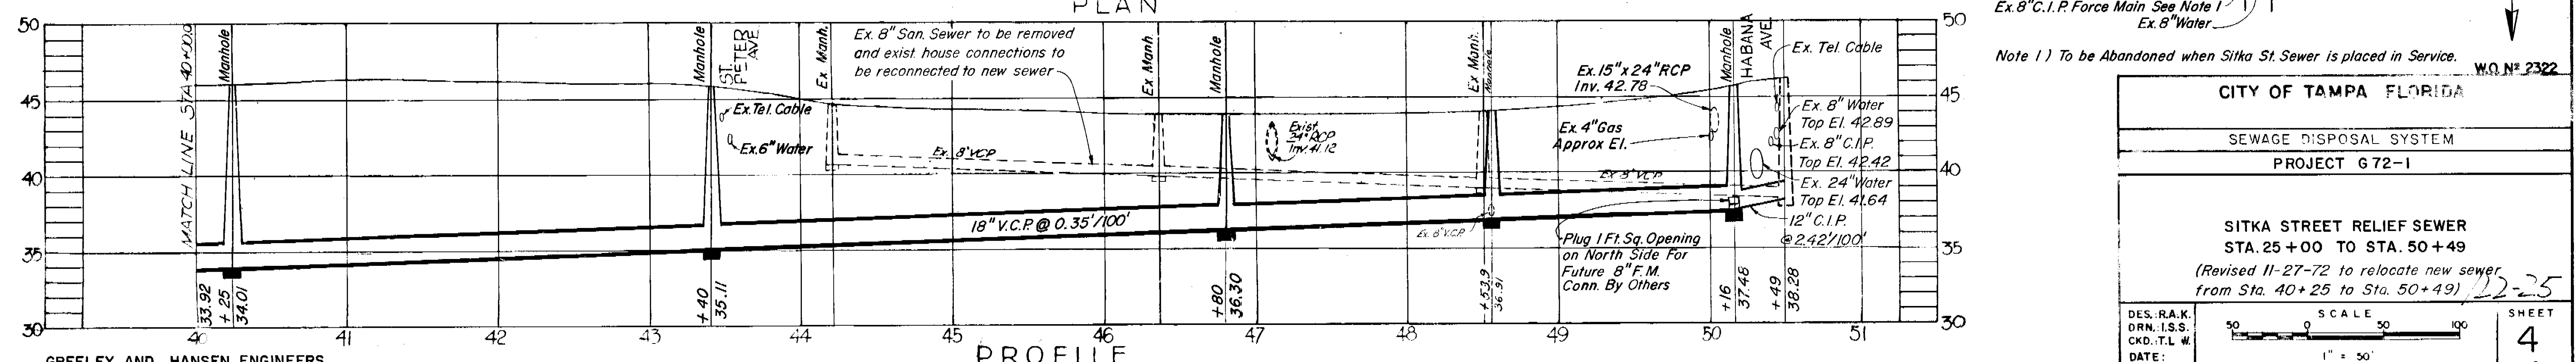 PLAN
50
45
40
35
30
MATCH LINE STA 40+00.0
Manhole
Manhole
ST. PETER AVE
Ex Manh.
Ex. 8" San. Sewer to be removed
and exist house connections to
be reconnected to new sewer
Ex. Manh.
Manhole
Ex Manh.
Manhole
Manhole
HABANA AVE.
Ex. Tel. Cable
Ex. 6" Water
Ex. Tel. Cable
Ex. 8" VCP
Exist
24" RCP
Inv. 41.12
Ex. 15" x 24" RCP
Inv. 42.78
Ex. 4" Gas
Approx El.
Ex. 8" Water
Top El. 42.89
Ex. 8" C.I.P.
Top El. 42.42
Ex. 24" Water
Top El. 41.64
12" C.I.P.
@ 2.42'/100'
Ex 8" VCP
18" V.C.P. @ 0.35'/100'
Ex. 8" V.C.P.
Plug 1 Ft. Sq. Opening
on North Side For
Future 8" F.M.
Conn. By Others
33.92
+25
34.01
+40
35.11
+80
36.30
+53.9
36.91
+16
37.48
+49
38.28
50
45
40
35
30
40 41 42 43 44 45 46 47 48 49 50 51
PROFILE
GREELEY AND HANSEN ENGINEERS
Ex. 8" C.I.P. Force Main See Note 1
Ex. 8" Water
Note 1 ) To be Abandoned when Sitka St. Sewer is placed in Service.
W.O. Nº 2322
CITY OF TAMPA FLORIDA
SEWAGE DISPOSAL SYSTEM
PROJECT G 72-1
SITKA STREET RELIEF SEWER
STA. 25+00 TO STA. 50+49
(Revised 11-27-72 to relocate new sewer
from Sta. 40+25 to Sta. 50+49)
122-25
DES.: R.A.K.
DRN.: I.S.S.
CKD.: T.L.W.
DATE:
SCALE
50 0 50 100
1" = 50'
SHEET
4